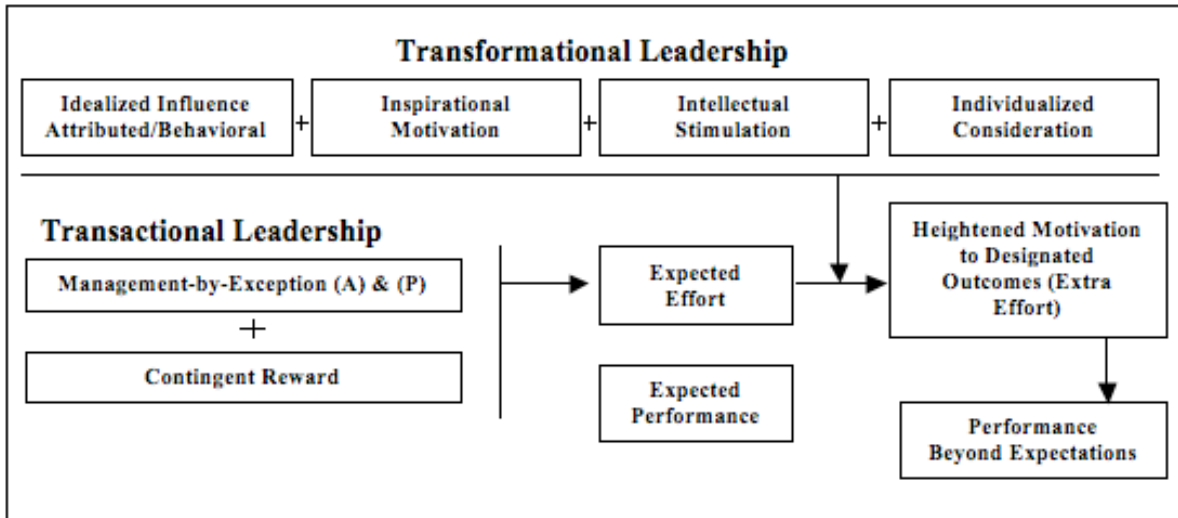 Transformational Leadership
Idealized Influence
Attributed/Behavioral
+
Inspirational
Motivation
+
Intellectual
Stimulation
+
Individualized
Consideration
Transactional Leadership
Management-by-Exception (A) & (P)
+
Contingent Reward
Expected
Effort
Expected
Performance
Heightened Motivation
to Designated
Outcomes (Extra
Effort)
Performance
Beyond Expectations